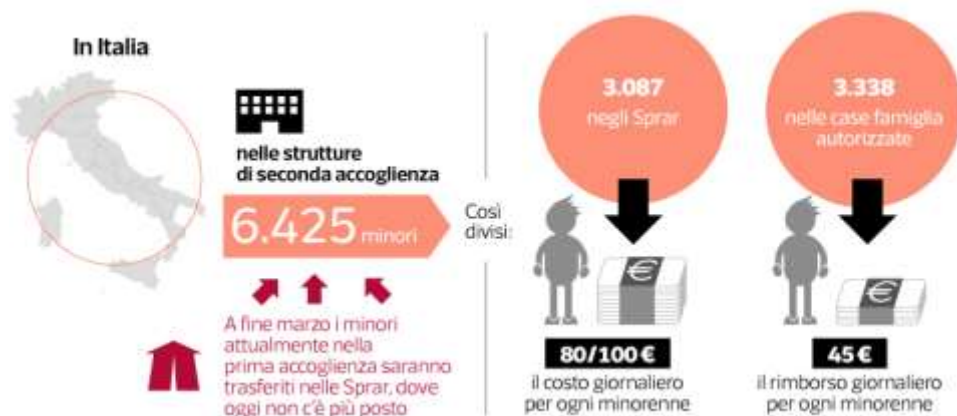 In Italia
nelle strutture
di seconda accoglienza
6.425 minori
A fine marzo i minori
attualmente nella
prima accoglienza saranno
trasferiti nelle Sprar, dove
oggi non c'è più posto
Così
divisi:
3.087
negli Sprar
€
80/100 €
il costo giornaliero
per ogni minorenne
3.338
nelle case famiglia
autorizzate
€
45 €
il rimborso giornaliero
per ogni minorenne